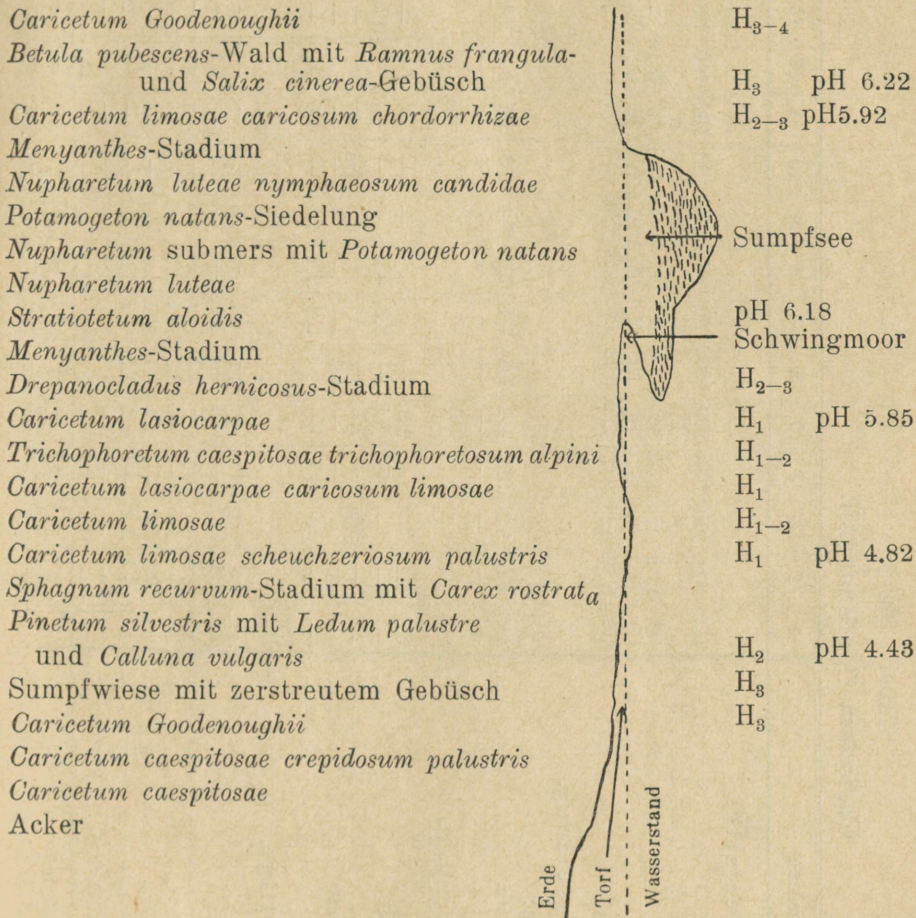 Caricetum Goodenoughii H3–4
Betula pubescens-Wald mit Ramnus frangula-
und Salix cinerea-Gebüsch H3 pH 6.22
Caricetum limosae caricosum chordorrhizae H2–3 pH5.92
Menyanthes-Stadium
Nupharetum luteae nymphaeosum candidae
Potamogeton natans-Siedelung
Sumpfsee
Nupharetum submers mit Potamogeton natans
Nupharetum luteae
Stratiotetum aloidis pH 6.18
Schwingmoor
Menyanthes-Stadium
Drepanocladus hernicosus-Stadium H2–3
Caricetum lasiocarpae H1 pH 5.85
Trichophoretum caespitosae trichophoretosum alpini H1–2
Caricetum lasiocarpae caricosum limosae H1
Caricetum limosae H1–2
Caricetum limosae scheuchzeriosum palustris H1 pH 4.82
Sphagnum recurvum-Stadium mit Carex rostrata
Pinetum silvestris mit Ledum palustre
und Calluna vulgaris H2 pH 4.43
Sumpfwiese mit zerstreutem Gebüsch H3
Caricetum Goodenoughii H3
Caricetum caespitosae crepidosum palustris
Caricetum caespitosae
Acker
Erde
Torf
Wasserstand